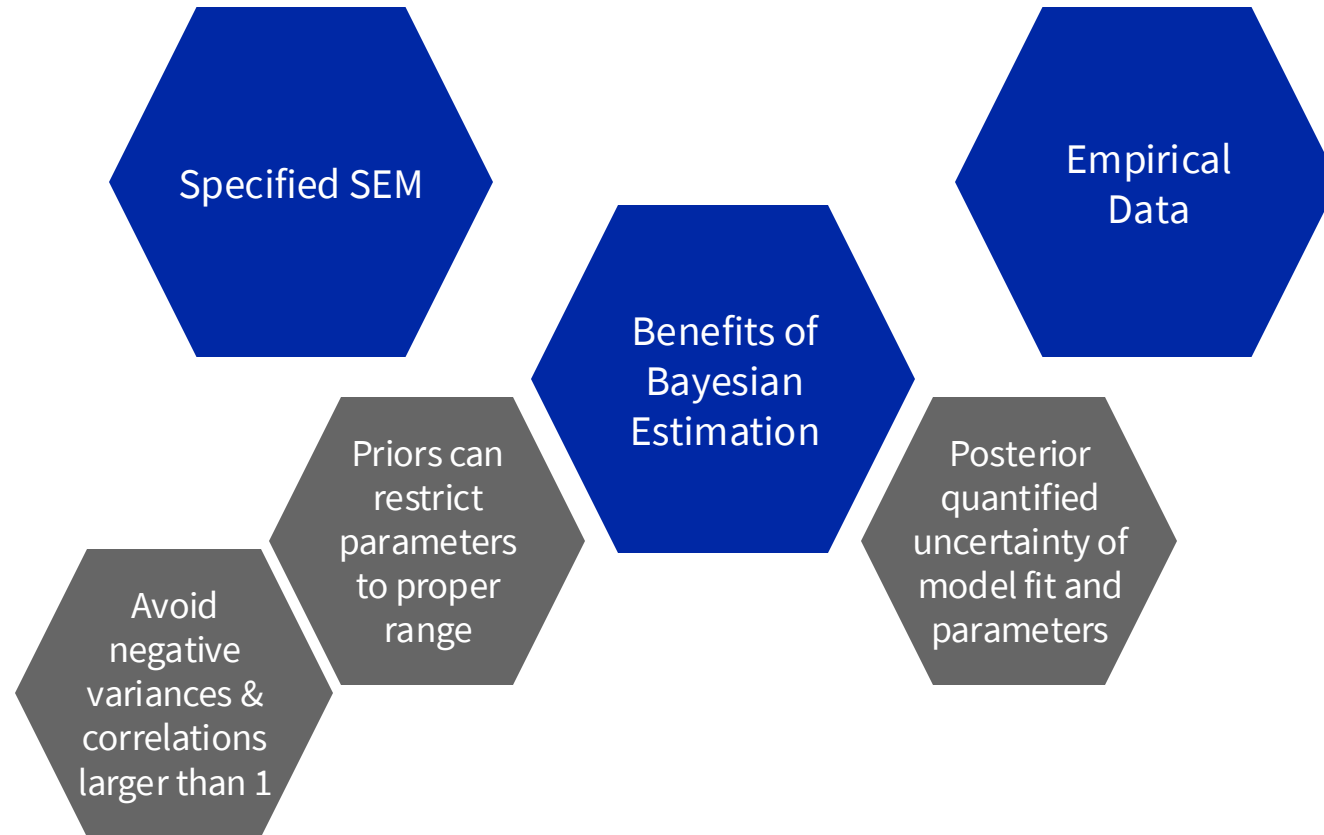 Specified SEM
Empirical
Data
Benefits of
Bayesian
Estimation
Priors can
restrict
parameters
to proper
range
Posterior
quantified
uncertainty of
model fit and
parameters
Avoid
negative
variances &
correlations
larger than 1